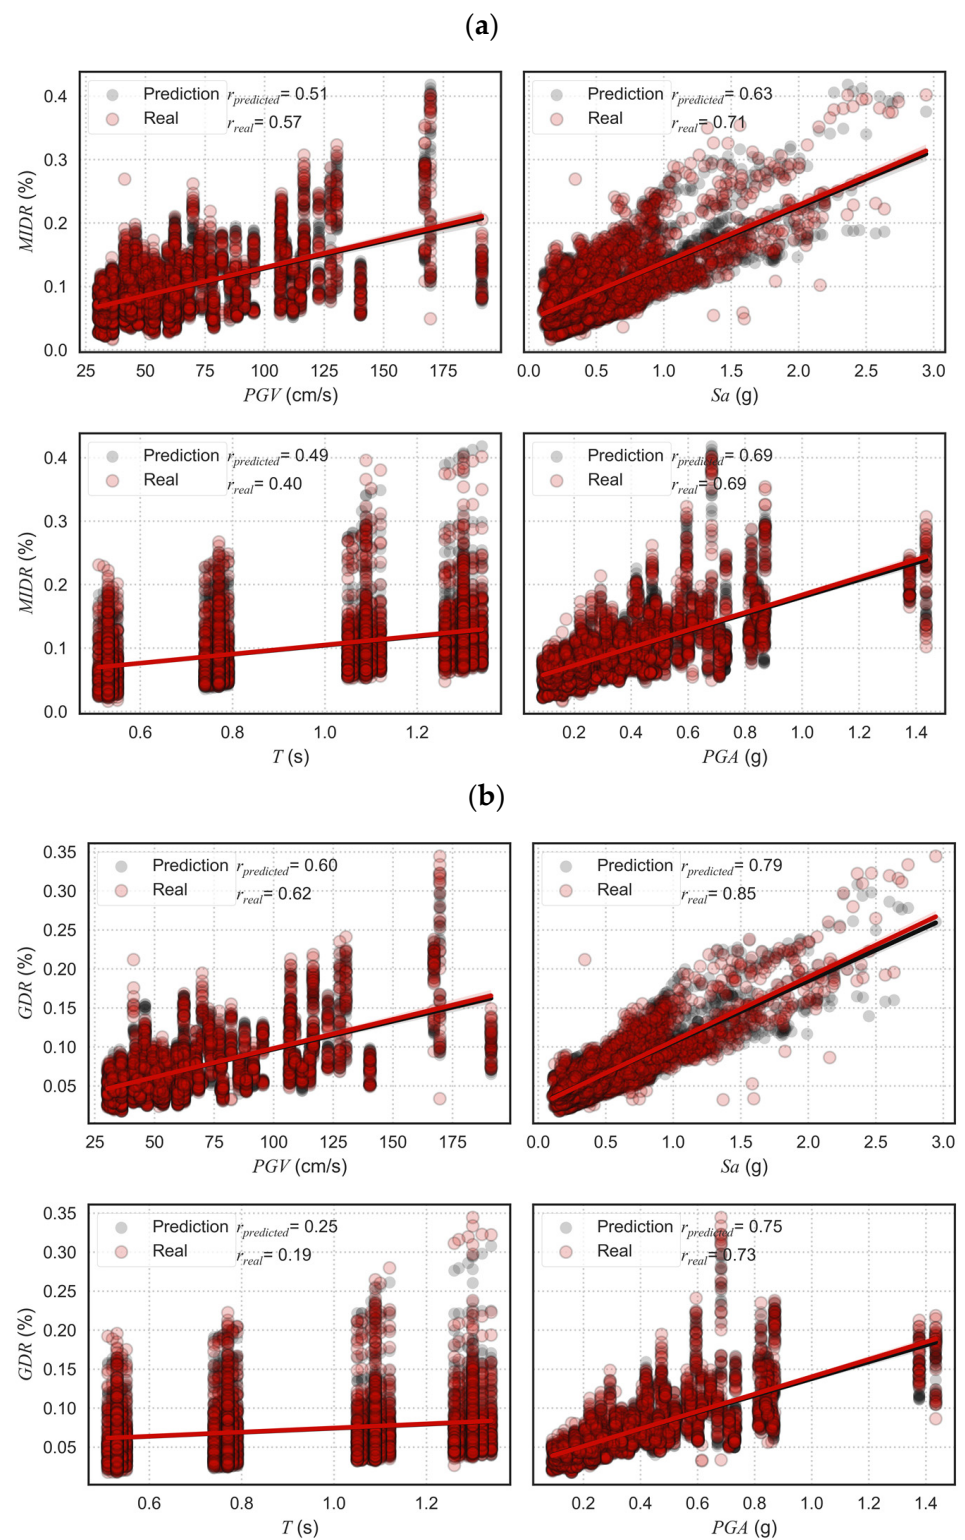 (a)
Prediction r_predicted = 0.51
Real r_real = 0.57
0.4
0.3
0.2
0.1
0.0
MIDR (%)
25 50 75 100 125 150 175
PGV (cm/s)
Prediction r_predicted = 0.63
Real r_real = 0.71
0.0 0.5 1.0 1.5 2.0 2.5 3.0
Sa (g)
Prediction r_predicted = 0.49
Real r_real = 0.40
0.4
0.3
0.2
0.1
0.0
MIDR (%)
0.6 0.8 1.0 1.2
T (s)
Prediction r_predicted = 0.69
Real r_real = 0.69
0.2 0.4 0.6 0.8 1.0 1.2 1.4
PGA (g)
(b)
Prediction r_predicted = 0.60
Real r_real = 0.62
0.35
0.30
0.25
0.20
0.15
0.10
0.05
GDR (%)
25 50 75 100 125 150 175
PGV (cm/s)
Prediction r_predicted = 0.79
Real r_real = 0.85
0.0 0.5 1.0 1.5 2.0 2.5 3.0
Sa (g)
Prediction r_predicted = 0.25
Real r_real = 0.19
0.35
0.30
0.25
0.20
0.15
0.10
0.05
GDR (%)
0.6 0.8 1.0 1.2
T (s)
Prediction r_predicted = 0.75
Real r_real = 0.73
0.2 0.4 0.6 0.8 1.0 1.2 1.4
PGA (g)